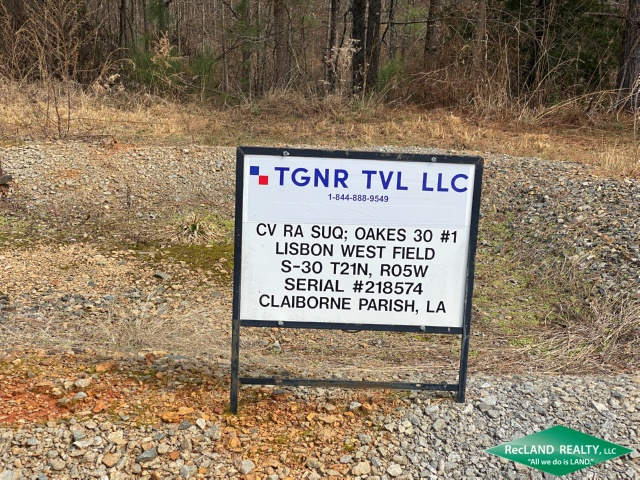 TGNR TVL LLC
1-844-888-9549
CV RA SUQ; OAKES 30 #1
LISBON WEST FIELD
S-30 T21N, R05W
SERIAL #218574
CLAIBORNE PARISH, LA
RECLAND REALTY, LLC
"All we do is LAND."